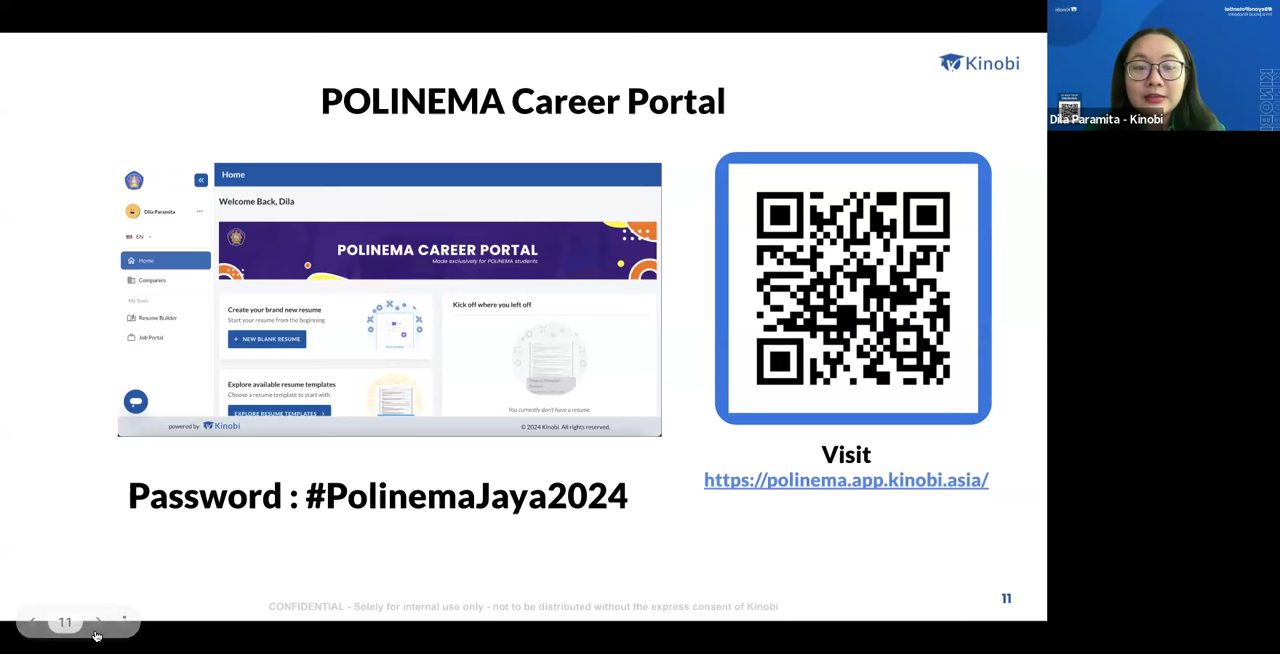 Kinobi
POLINEMA Career Portal
Home
Dila Paramita
Welcome Back, Dila
EN
POLINEMA CAREER PORTAL
Made exclusively for POLINEMA students
Home
Companies
My Tools
Resume Builder
Job Portal
Create your brand new resume
Start your resume from the beginning
+ NEW BLANK RESUME
Kick off where you left off
Explore available resume templates
Choose a resume template to start with
EXPLORE RESUME TEMPLATES >
You currently don't have a resume.
powered by Kinobi
© 2024 Kinobi. All rights reserved.
Visit
https://polinema.app.kinobi.asia/
Password : #PolinemaJaya2024
CONFIDENTIAL - Solely for internal use only - not to be distributed without the express consent of Kinobi
11
11
Dila Paramita - Kinobi
KINOBI